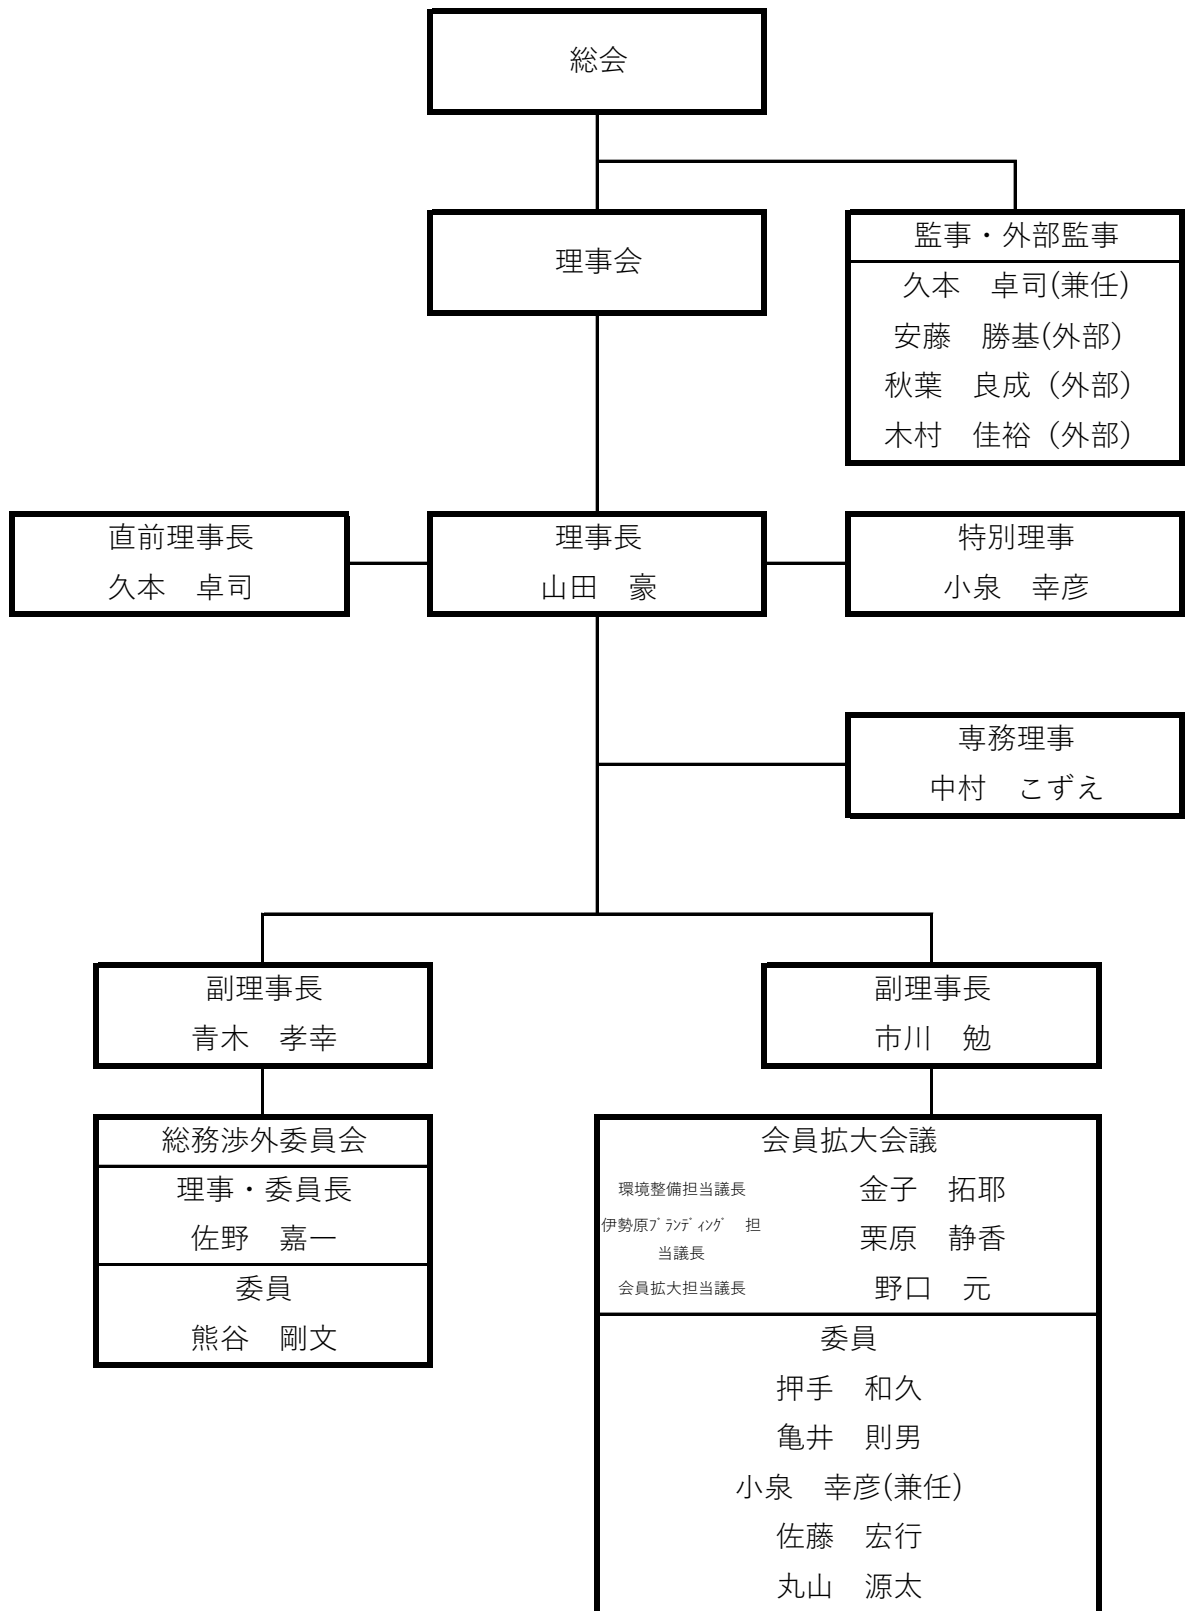 総会
理事会
監事・外部監事
久本　卓司(兼任)
安藤　勝基(外部)
秋葉　良成（外部）
木村　佳裕（外部）
直前理事長
久本　卓司
理事長
山田　豪
特別理事
小泉　幸彦
専務理事
中村　こずえ
副理事長
青木　孝幸
副理事長
市川　勉
総務渉外委員会
理事・委員長
佐野　嘉一
委員
熊谷　剛文
会員拡大会議
環境整備担当議長　金子　拓耶
伊勢原ﾌﾞﾗﾝﾃﾞｨﾝｸﾞ　担
当議長　栗原　静香
会員拡大担当議長　野口　元
委員
押手　和久
亀井　則男
小泉　幸彦(兼任)
佐藤　宏行
丸山　源太